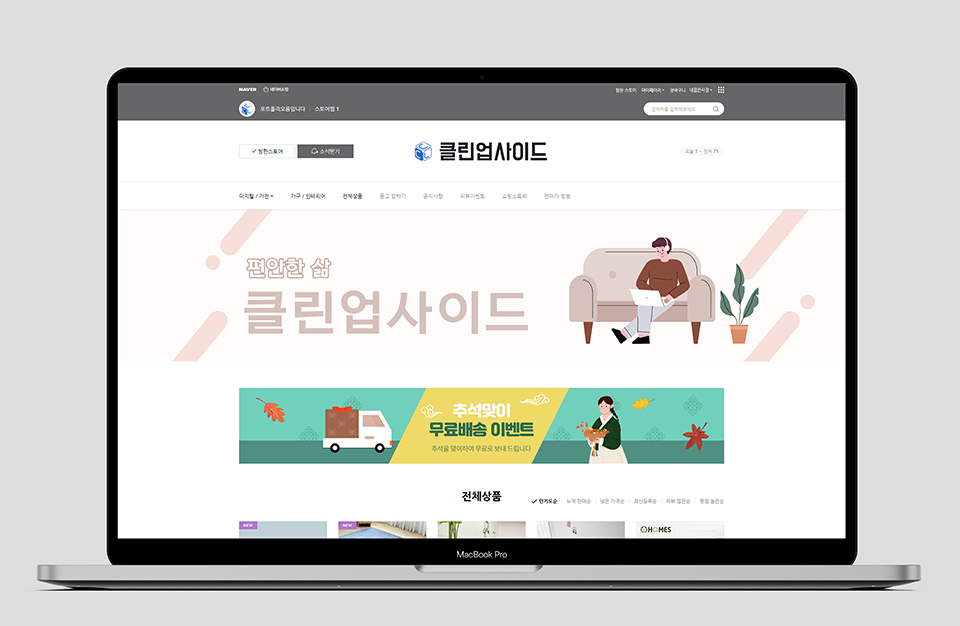 NAVER 네이버쇼핑
찜한 스토어 마이페이지 장바구니
포트폴리오용입니다 | 스토어찜 1
검색어를 입력해보세요
찜한스토어 소식받기
클린업사이드
오늘 1 전체 71
디지털 / 가전 가구 / 인테리어 전체상품 묻고 답하기 공지사항 리뷰이벤트 쇼핑스토리 판매자 정보
편안한 삶
클린업사이드
추석맞이
무료배송 이벤트
추석을 맞이하여 무료로 보내 드립니다
전체상품
인기도순 누적 판매순 낮은 가격순 최신등록순 리뷰 많은순 평점 높은순
NEW NEW HOMES
MacBook Pro